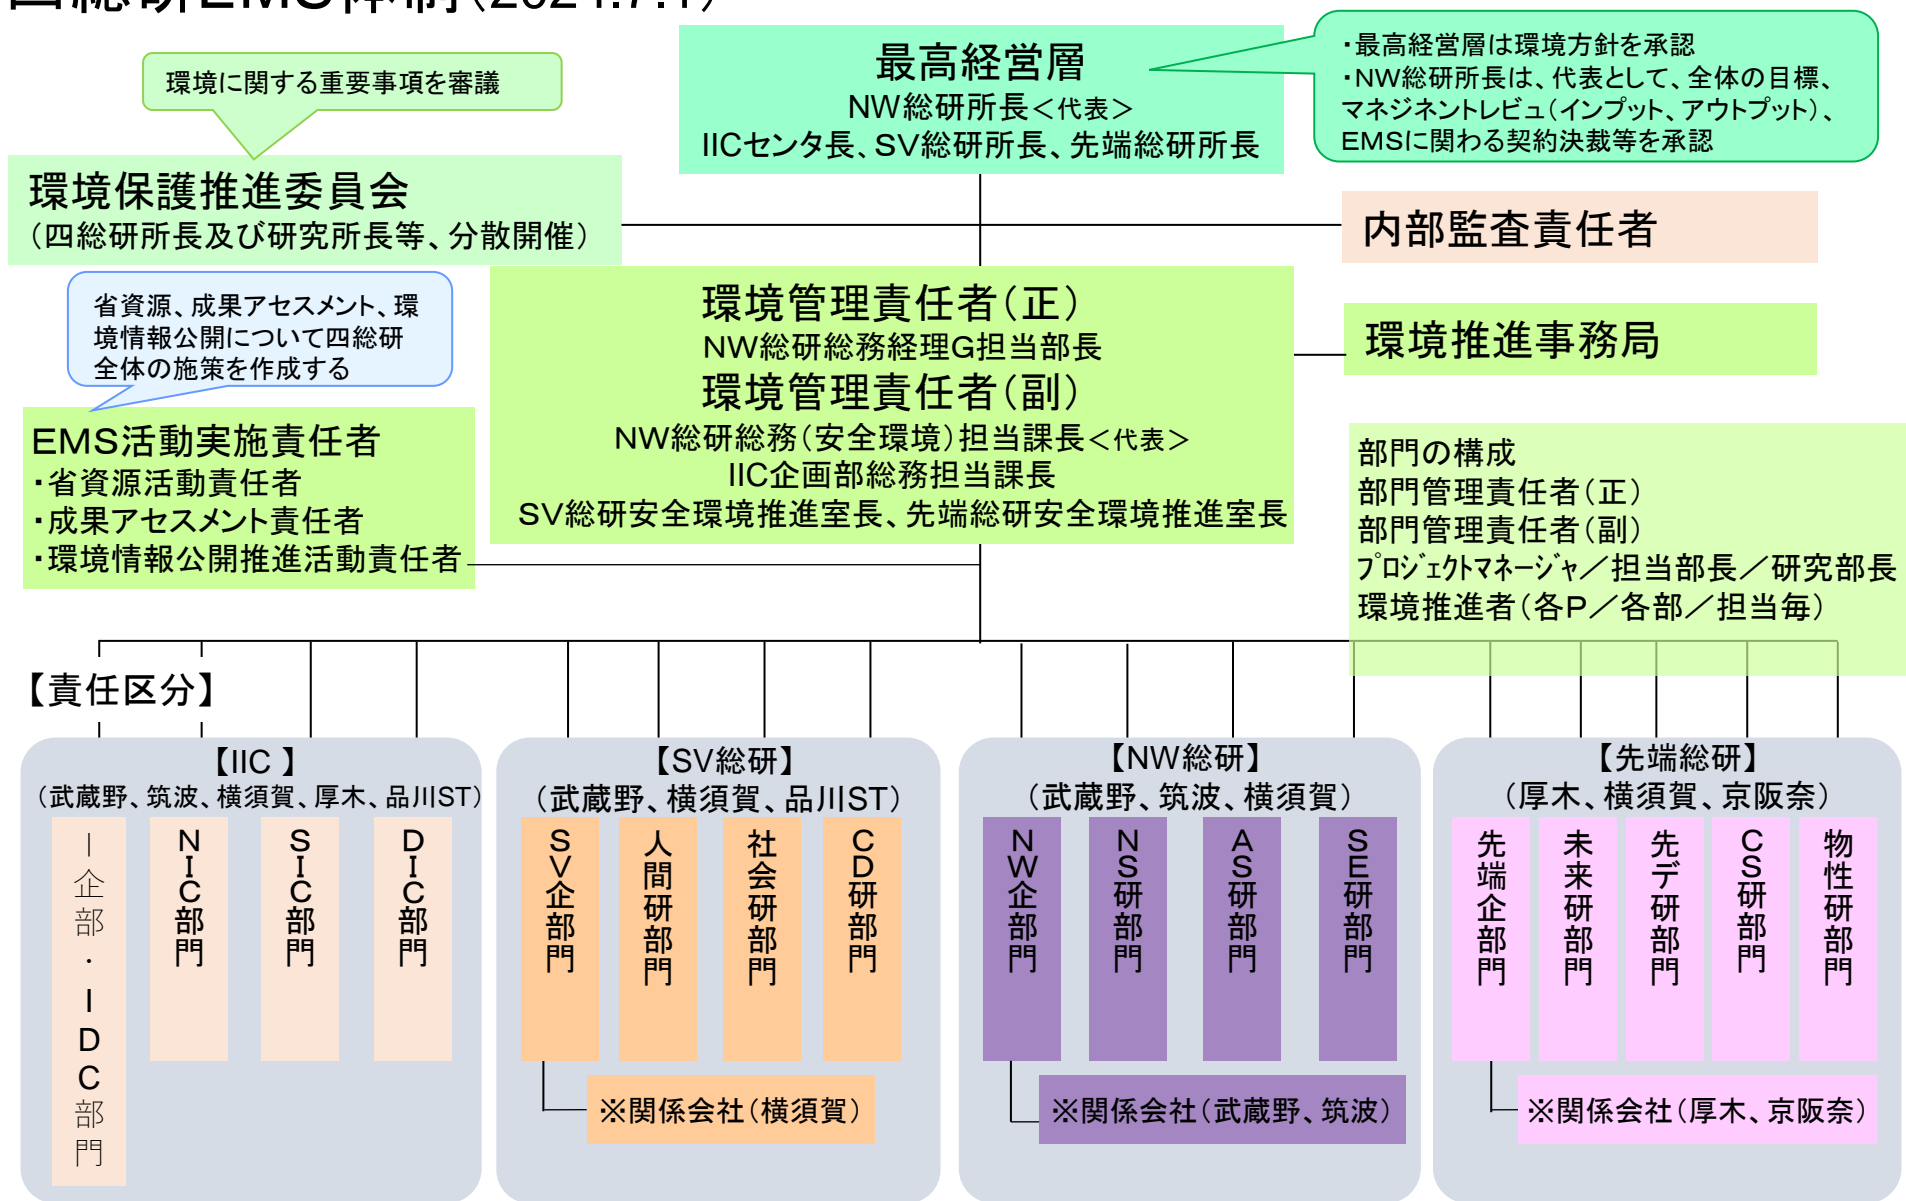 四総研EMS体制(2024.7.1)
環境に関する重要事項を審議
最高経営層
NW総研所長<代表>
IICセンタ長、SV総研所長、先端総研所長
・最高経営層は環境方針を承認
・NW総研所長は、代表として、全体の目標、
マネジネントレビュ(インプット、アウトプット)、
EMSに関わる契約決裁等を承認
環境保護推進委員会
(四総研所長及び研究所長等、分散開催)
内部監査責任者
省資源、成果アセスメント、環
境情報公開について四総研
全体の施策を作成する
環境管理責任者(正)
NW総研総務経理G担当部長
環境管理責任者(副)
NW総研総務(安全環境)担当課長<代表>
IIC企画部総務担当課長
SV総研安全環境推進室長、先端総研安全環境推進室長
環境推進事務局
EMS活動実施責任者
・省資源活動責任者
・成果アセスメント責任者
・環境情報公開推進活動責任者
部門の構成
部門管理責任者(正)
部門管理責任者(副)
プロジェクトマネージャ/担当部長/研究部長
環境推進者(各P/各部/担当毎)
【責任区分】
【IIC】
(武蔵野、筑波、横須賀、厚木、品川ST)
I企部・IDC部門
NIC部門
SIC部門
DIC部門
【SV総研】
(武蔵野、横須賀、品川ST)
SV企部門
人間研部門
社会研部門
CD研部門
※関係会社(横須賀)
【NW総研】
(武蔵野、筑波、横須賀)
NW企部門
NS研部門
AS研部門
SE研部門
※関係会社(武蔵野、筑波)
【先端総研】
(厚木、横須賀、京阪奈)
先端企部門
未来研部門
先デ研部門
CS研部門
物性研部門
※関係会社(厚木、京阪奈)